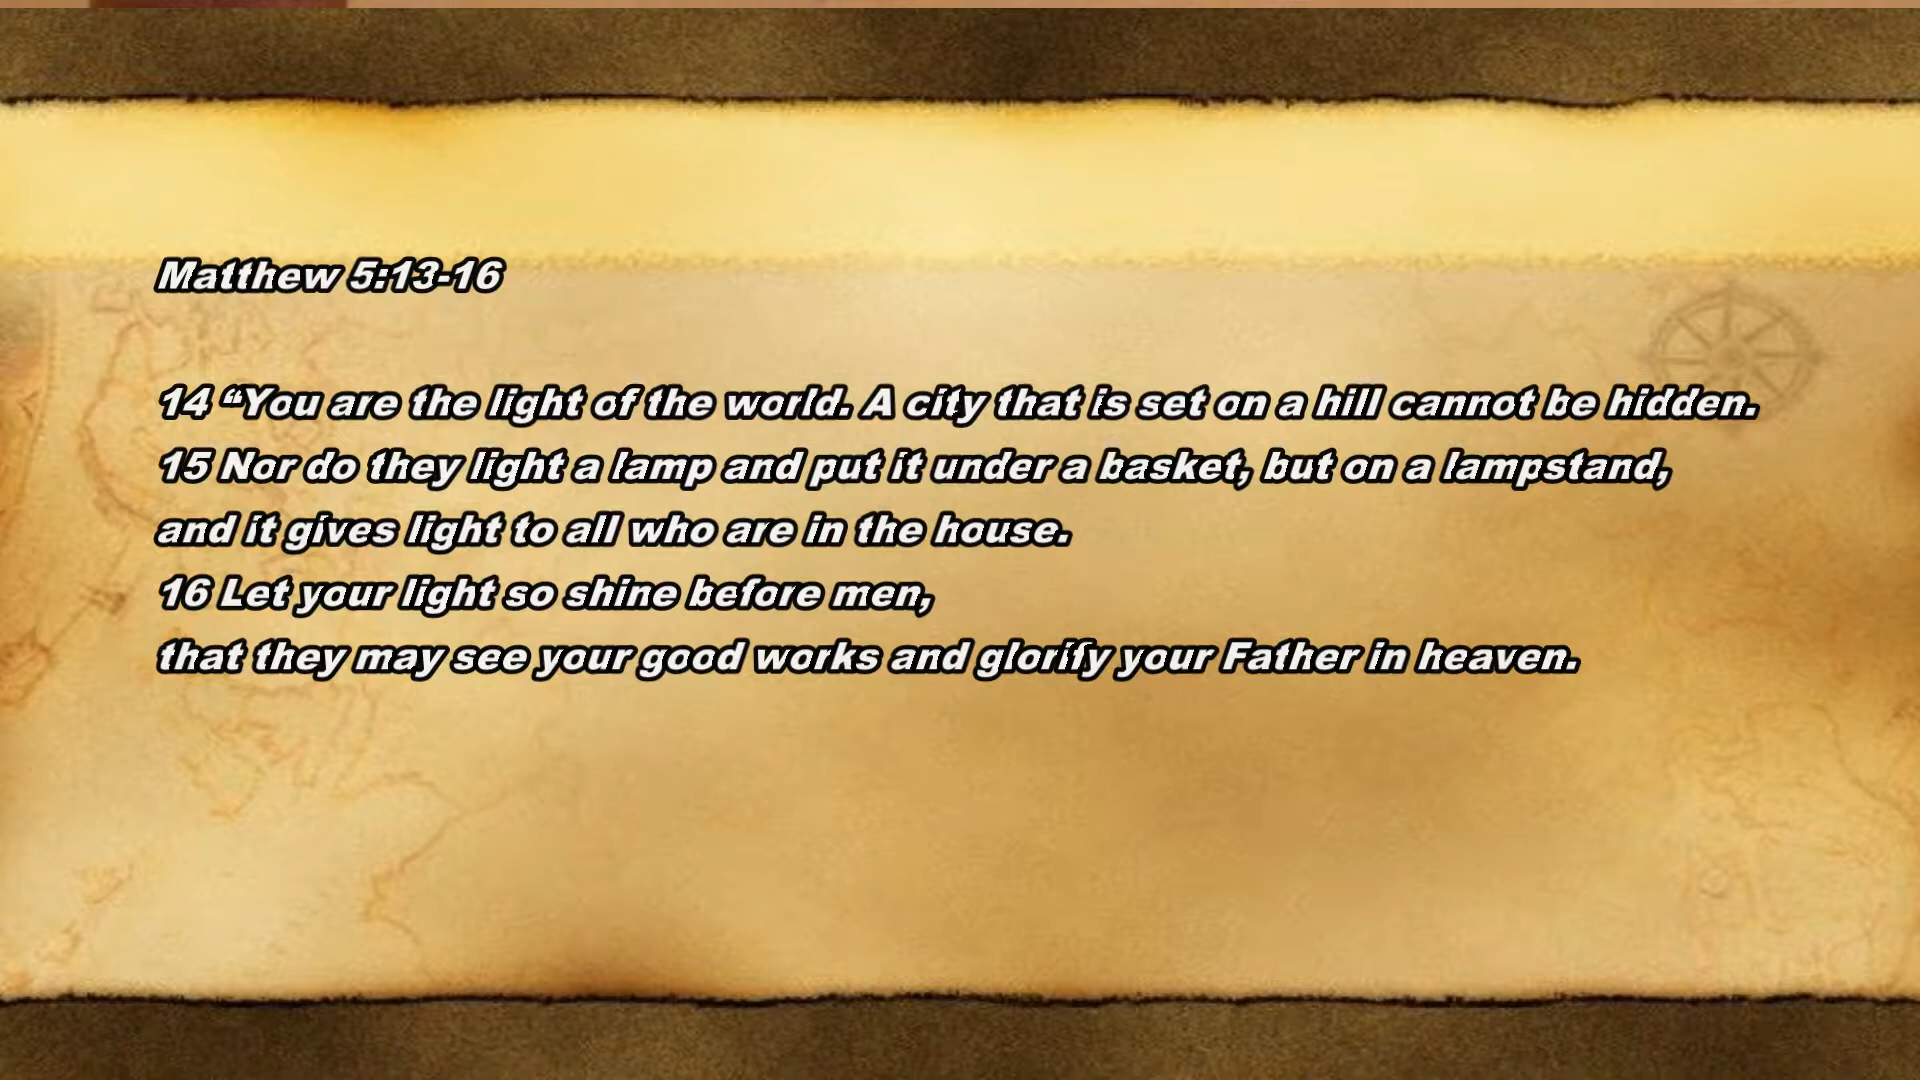 Matthew 5:13-16
14 “You are the light of the world. A city that is set on a hill cannot be hidden.
15 Nor do they light a lamp and put it under a basket, but on a lampstand,
and it gives light to all who are in the house.
16 Let your light so shine before men,
that they may see your good works and glorify your Father in heaven.